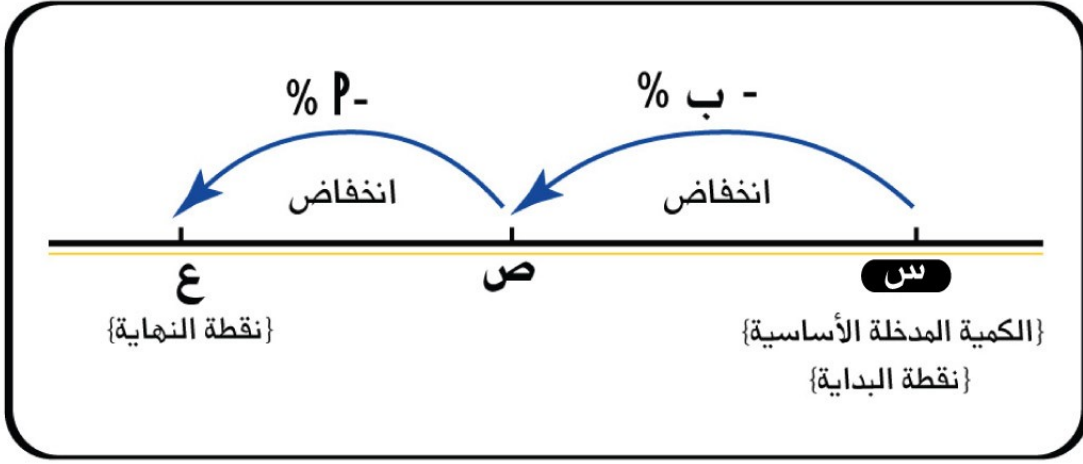 - ب %
-P %
انخفاض
انخفاض
س
ص
ع
{الكمية المدخلة الأساسية}
{نقطة البداية}
{نقطة النهاية}